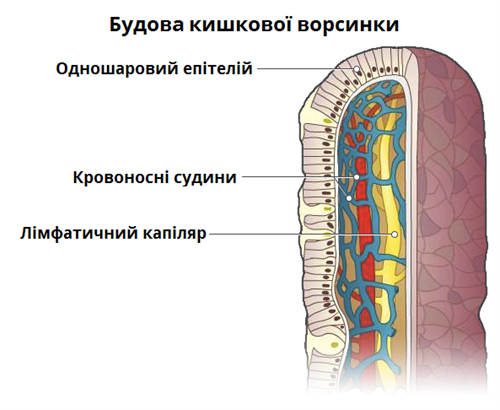 Будова кишкової ворсинки
Одношаровий епітелій
Кровоносні судини
Лімфатичний капіляр